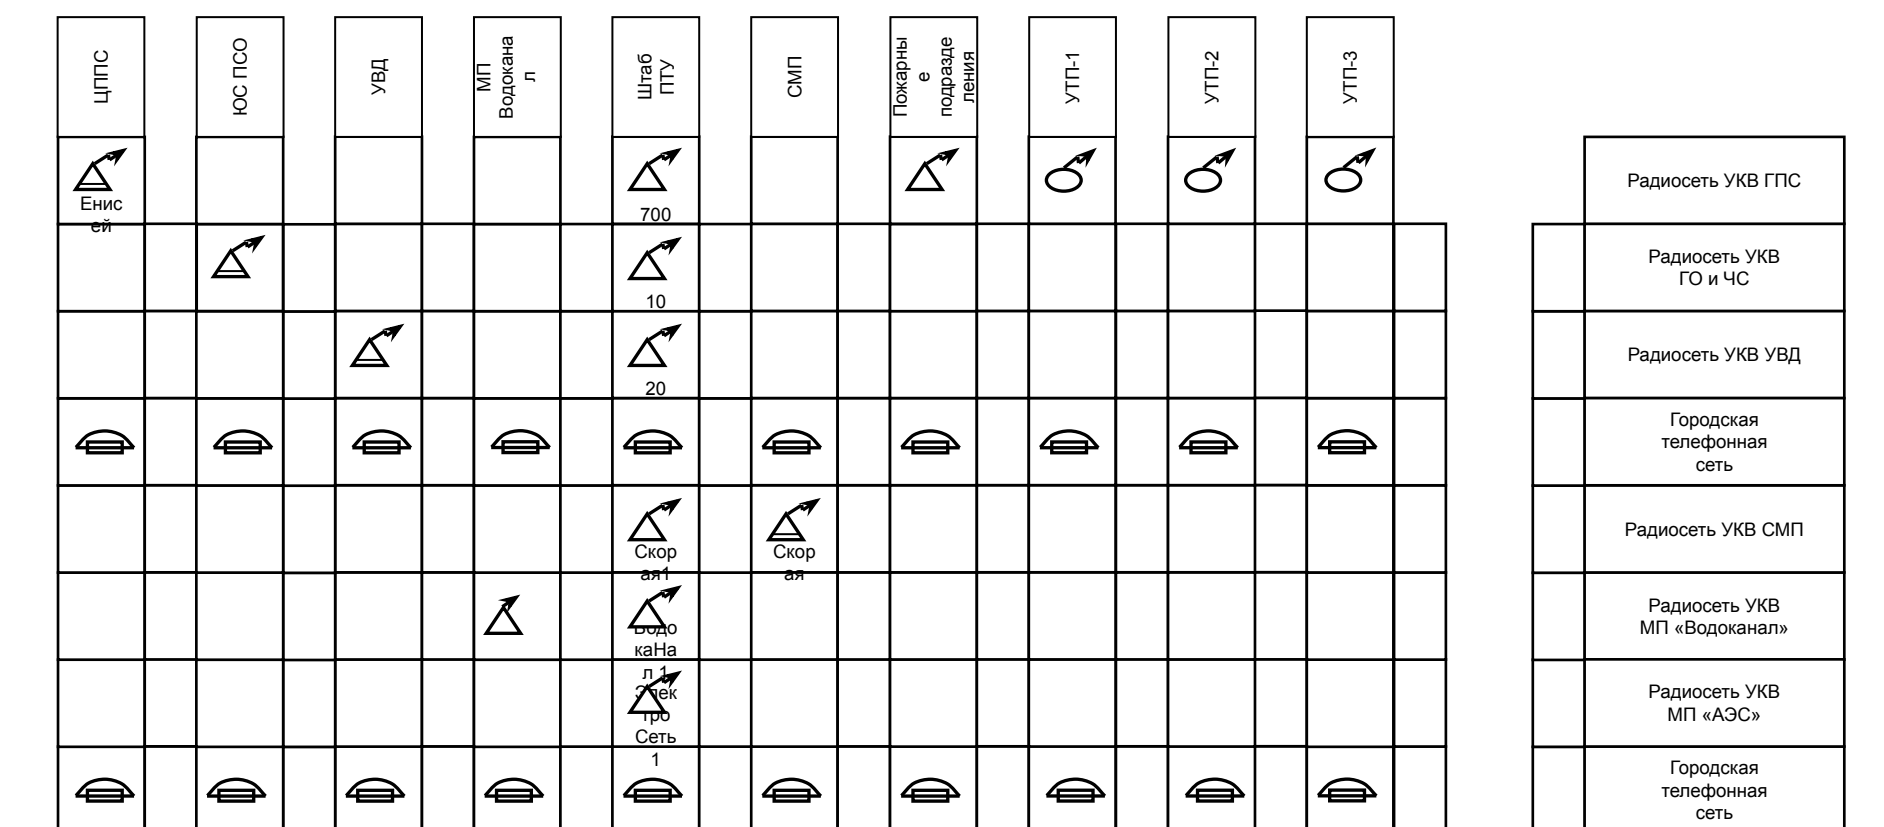 ЦППС
ЮС ПСО
УВД
МП
Водокана
л
Штаб
ПТУ
СМП
Пожарны
е
подразде
ления
УТП-1
УТП-2
УТП-3
Енис
ей
700
Радиосеть УКВ ГПС
10
Радиосеть УКВ
ГО и ЧС
20
Радиосеть УКВ УВД
Городская
телефонная
сеть
Скор
ая1
Скор
ая
Радиосеть УКВ СМП
Водо
каНа
л 1
Радиосеть УКВ
МП «Водоканал»
Элек
тро
Сеть
1
Радиосеть УКВ
МП «АЭС»
Городская
телефонная
сеть